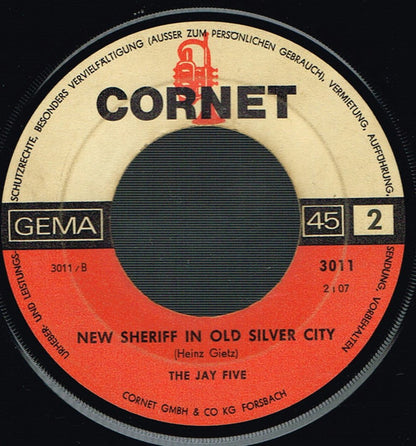 URHEBER- UND LEISTUNGS-SCHUTZRECHTE, BESONDERS VERVIELFÄLTIGUNG (AUSSER ZUM PERSÖNLICHEN GEBRAUCH), VERMIETUNG, AUFFÜHRUNG, SENDUNG, VORBEHALTEN
CORNET
GEMA 45 2
3011/B 3011
2:07
NEW SHERIFF IN OLD SILVER CITY
(Heinz Gietz)
THE JAY FIVE
CORNET GMBH & CO KG FORSBACH